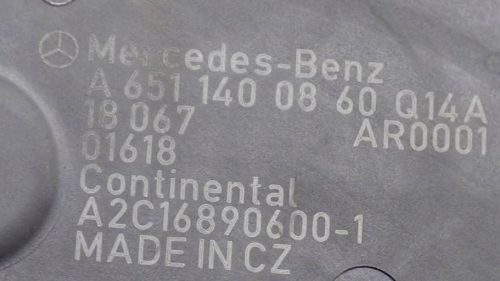 Mercedes-Benz
A 651 140 08 60 Q14A
18 067 AR0001
01618
Continental
A2C16890600-1
MADE IN CZ